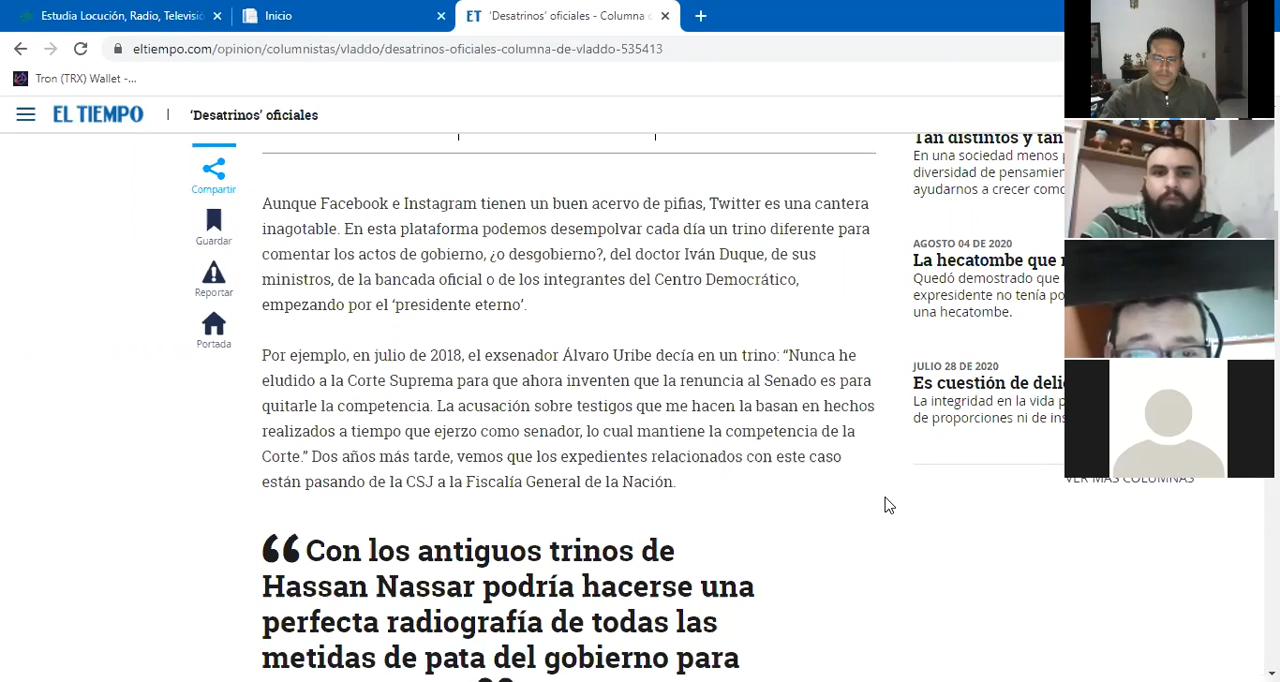 Estudia Locución, Radio, Televisió
Inicio
ET 'Desatrinos' oficiales - Columna d
eltiempo.com/opinion/columnistas/vladdo/desatrinos-oficiales-columna-de-vladdo-535413
Tron (TRX) Wallet -...
EL TIEMPO | 'Desatrinos' oficiales
Compartir
Guardar
Reportar
Portada
Aunque Facebook e Instagram tienen un buen acervo de pifias, Twitter es una cantera
inagotable. En esta plataforma podemos desempolvar cada día un trino diferente para
comentar los actos de gobierno, ¿o desgobierno?, del doctor Iván Duque, de sus
ministros, de la bancada oficial o de los integrantes del Centro Democrático,
empezando por el 'presidente eterno'.
Por ejemplo, en julio de 2018, el exsenador Álvaro Uribe decía en un trino: “Nunca he
eludido a la Corte Suprema para que ahora inventen que la renuncia al Senado es para
quitarle la competencia. La acusación sobre testigos que me hacen la basan en hechos
realizados a tiempo que ejerzo como senador, lo cual mantiene la competencia de la
Corte.” Dos años más tarde, vemos que los expedientes relacionados con este caso
están pasando de la CSJ a la Fiscalía General de la Nación.
“Con los antiguos trinos de
Hassan Nassar podría hacerse una
perfecta radiografía de todas las
metidas de pata del gobierno para
Tan distintos y tan
En una sociedad menos p
diversidad de pensamien
ayudarnos a crecer como
AGOSTO 04 DE 2020
La hecatombe que
Quedó demostrado que
expresidente no tenía po
una hecatombe.
JULIO 28 DE 2020
Es cuestión de deli
La integridad en la vida p
de proporciones ni de ins
VER MÁS COLUMNAS